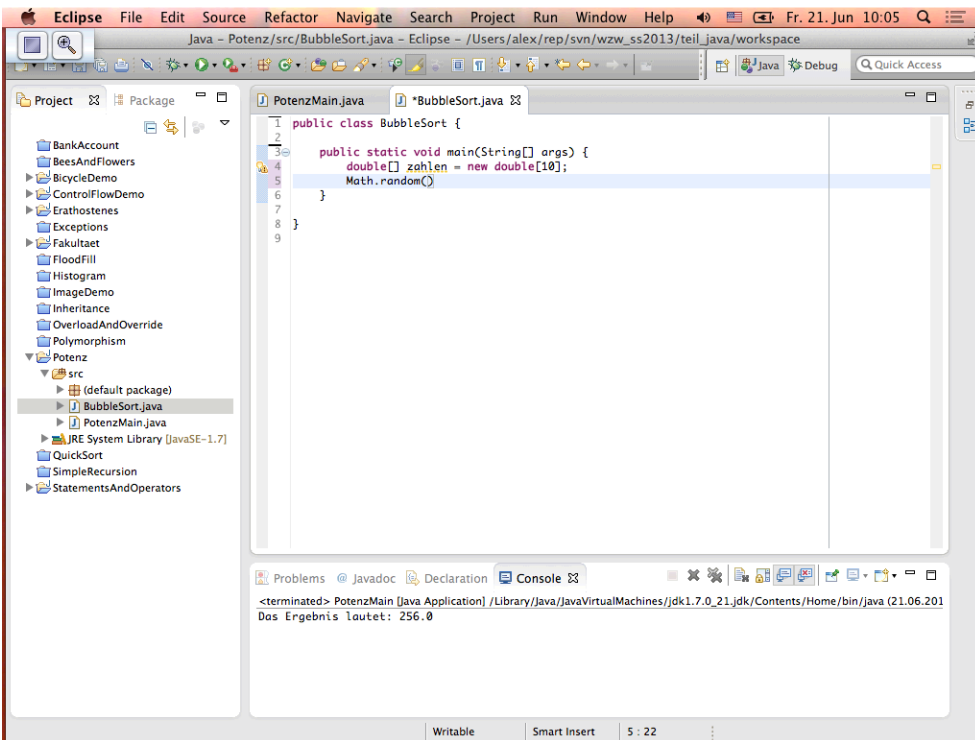 Eclipse File Edit Source Refactor Navigate Search Project Run Window Help Fr. 21. Jun 10:05
Java – Potenz/src/BubbleSort.java – Eclipse – /Users/alex/rep/svn/wzw_ss2013/teil_java/workspace
Java Debug Quick Access
Project Package
BankAccount
BeesAndFlowers
BicycleDemo
ControlFlowDemo
Erathostenes
Exceptions
Fakultaet
FloodFill
Histogram
ImageDemo
Inheritance
OverloadAndOverride
Polymorphism
Potenz
src
(default package)
BubbleSort.java
PotenzMain.java
JRE System Library [JavaSE-1.7]
QuickSort
SimpleRecursion
StatementsAndOperators
PotenzMain.java *BubbleSort.java
1 public class BubbleSort {
2
3 public static void main(String[] args) {
4 double[] zahlen = new double[10];
5 Math.random()
6 }
7
8 }
9
Problems @ Javadoc Declaration Console
<terminated> PotenzMain [Java Application] /Library/Java/JavaVirtualMachines/jdk1.7.0_21.jdk/Contents/Home/bin/java (21.06.201
Das Ergebnis lautet: 256.0
Writable Smart Insert 5 : 22